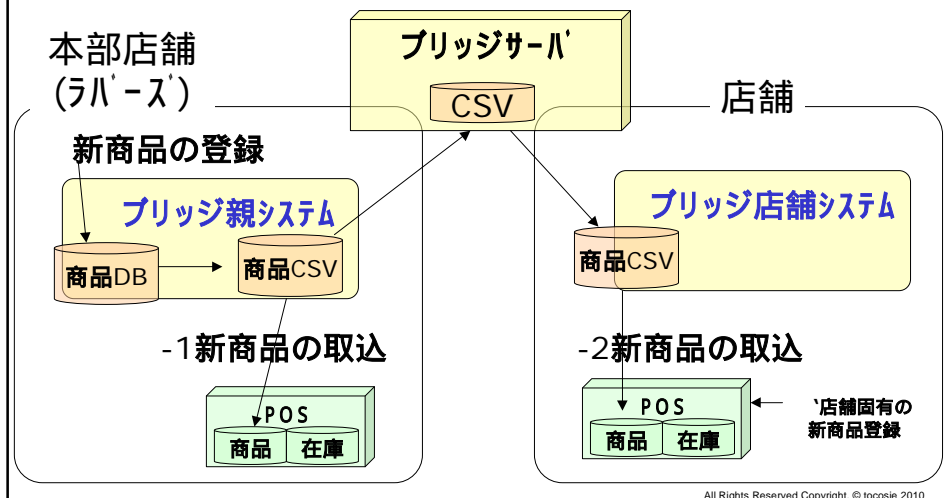 本部店舗
(ラバーズ)
ブリッジサーバ
CSV
店舗
新商品の登録
ブリッジ親システム
商品DB
商品CSV
ブリッジ店舗システム
商品CSV
-1新商品の取込
-2新商品の取込
POS
商品
在庫
POS
商品
在庫
`店舗固有の
新商品登録
All Rights Reserved Copyright © tocosie 2010